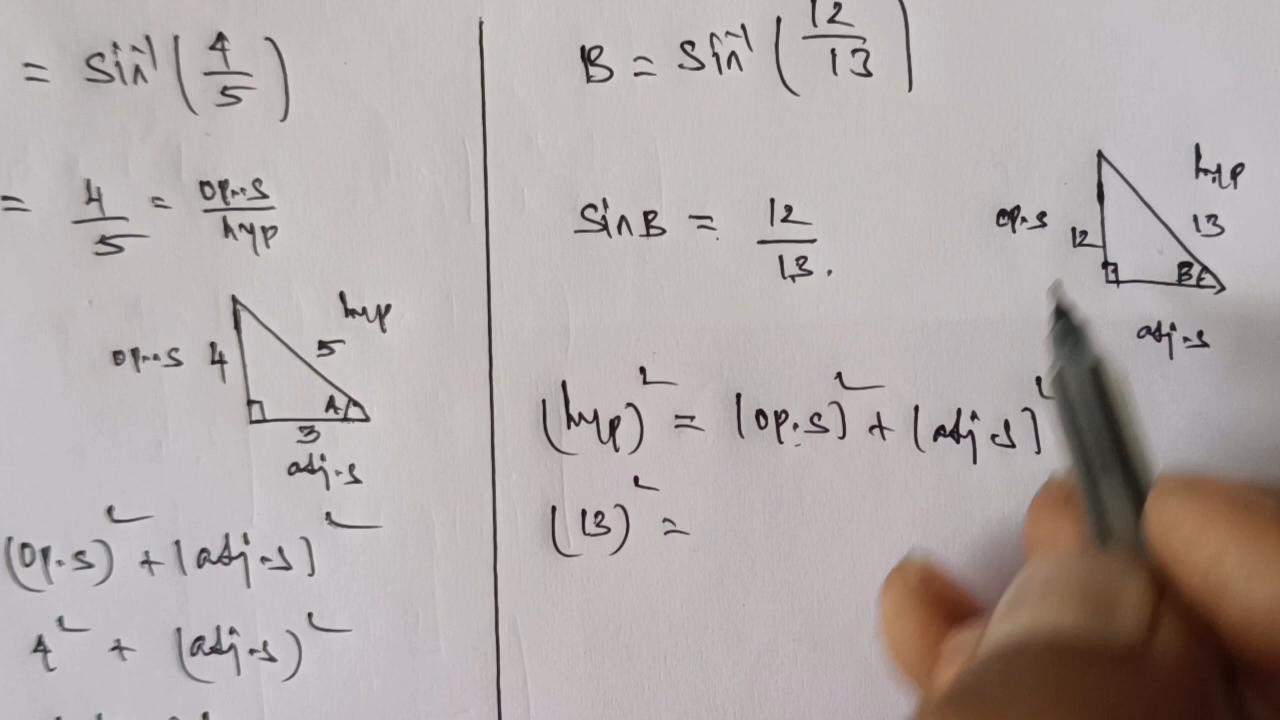 = Sin⁻¹(4/5)
= 4/5 = op.s/hyp
hyp
op.s 4 5
A
3
adj.s
(op.s)² + (adj.s)²
4² + (adj.s)²
B = Sin⁻¹(12/13)
SinB = 12/13.
hyp
op.s 12 13
B
adj.s
(hyp)² = (op.s)² + (adj.s)²
(13)² =